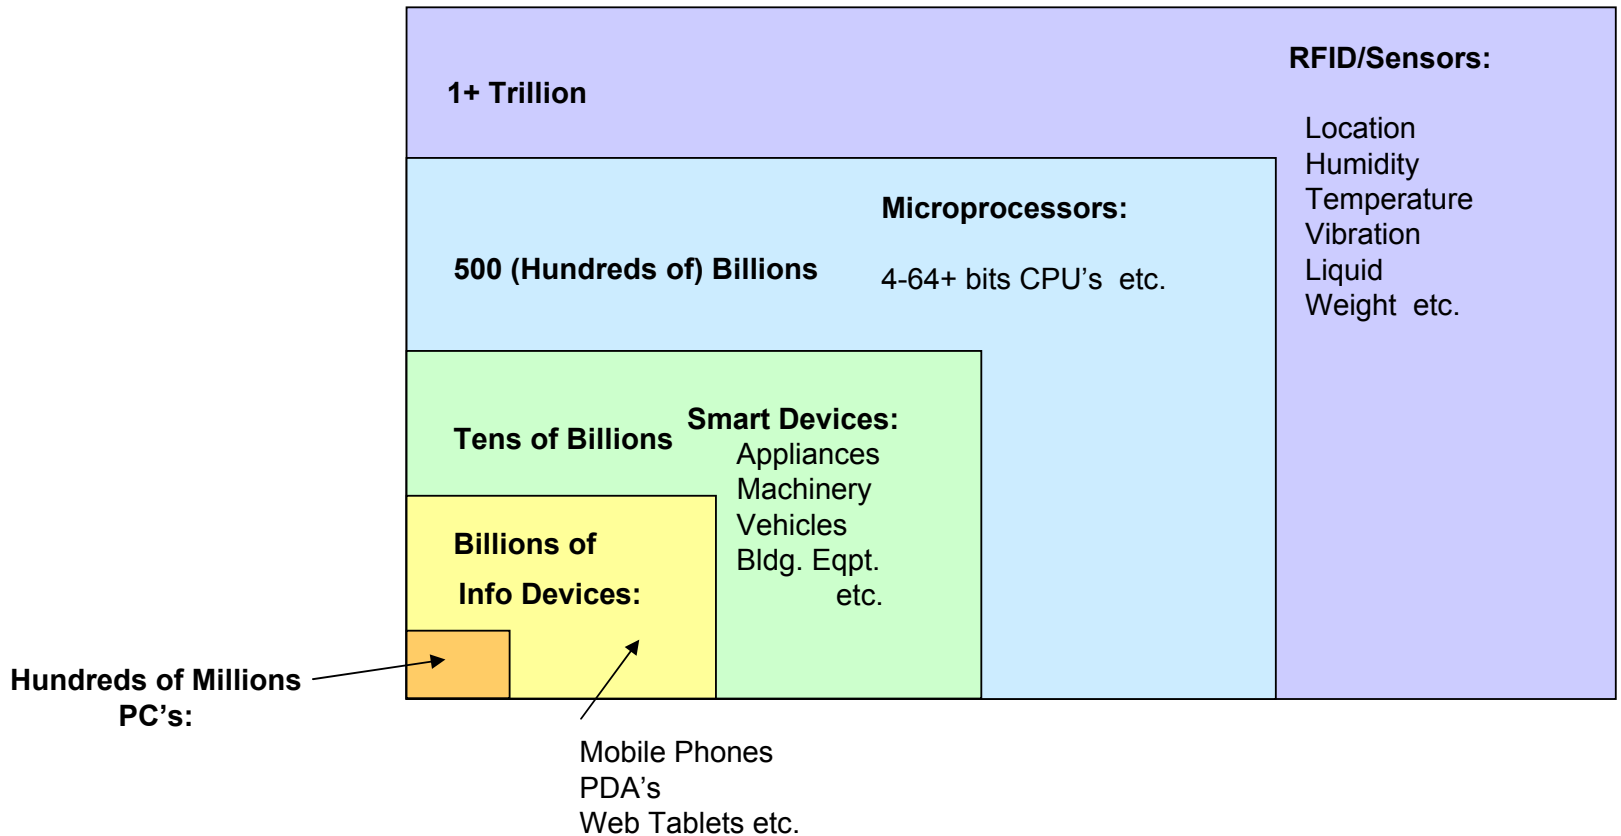 RFID/Sensors:
1+ Trillion
Location
Humidity
Temperature
Vibration
Liquid
Weight  etc.
Microprocessors:
500 (Hundreds of) Billions
4-64+ bits CPU’s  etc.
Smart Devices:
Tens of Billions
Appliances
Machinery
Vehicles
Bldg. Eqpt.
etc.
Billions of
Info Devices:
Hundreds of Millions
PC’s:
Mobile Phones
PDA’s
Web Tablets etc.